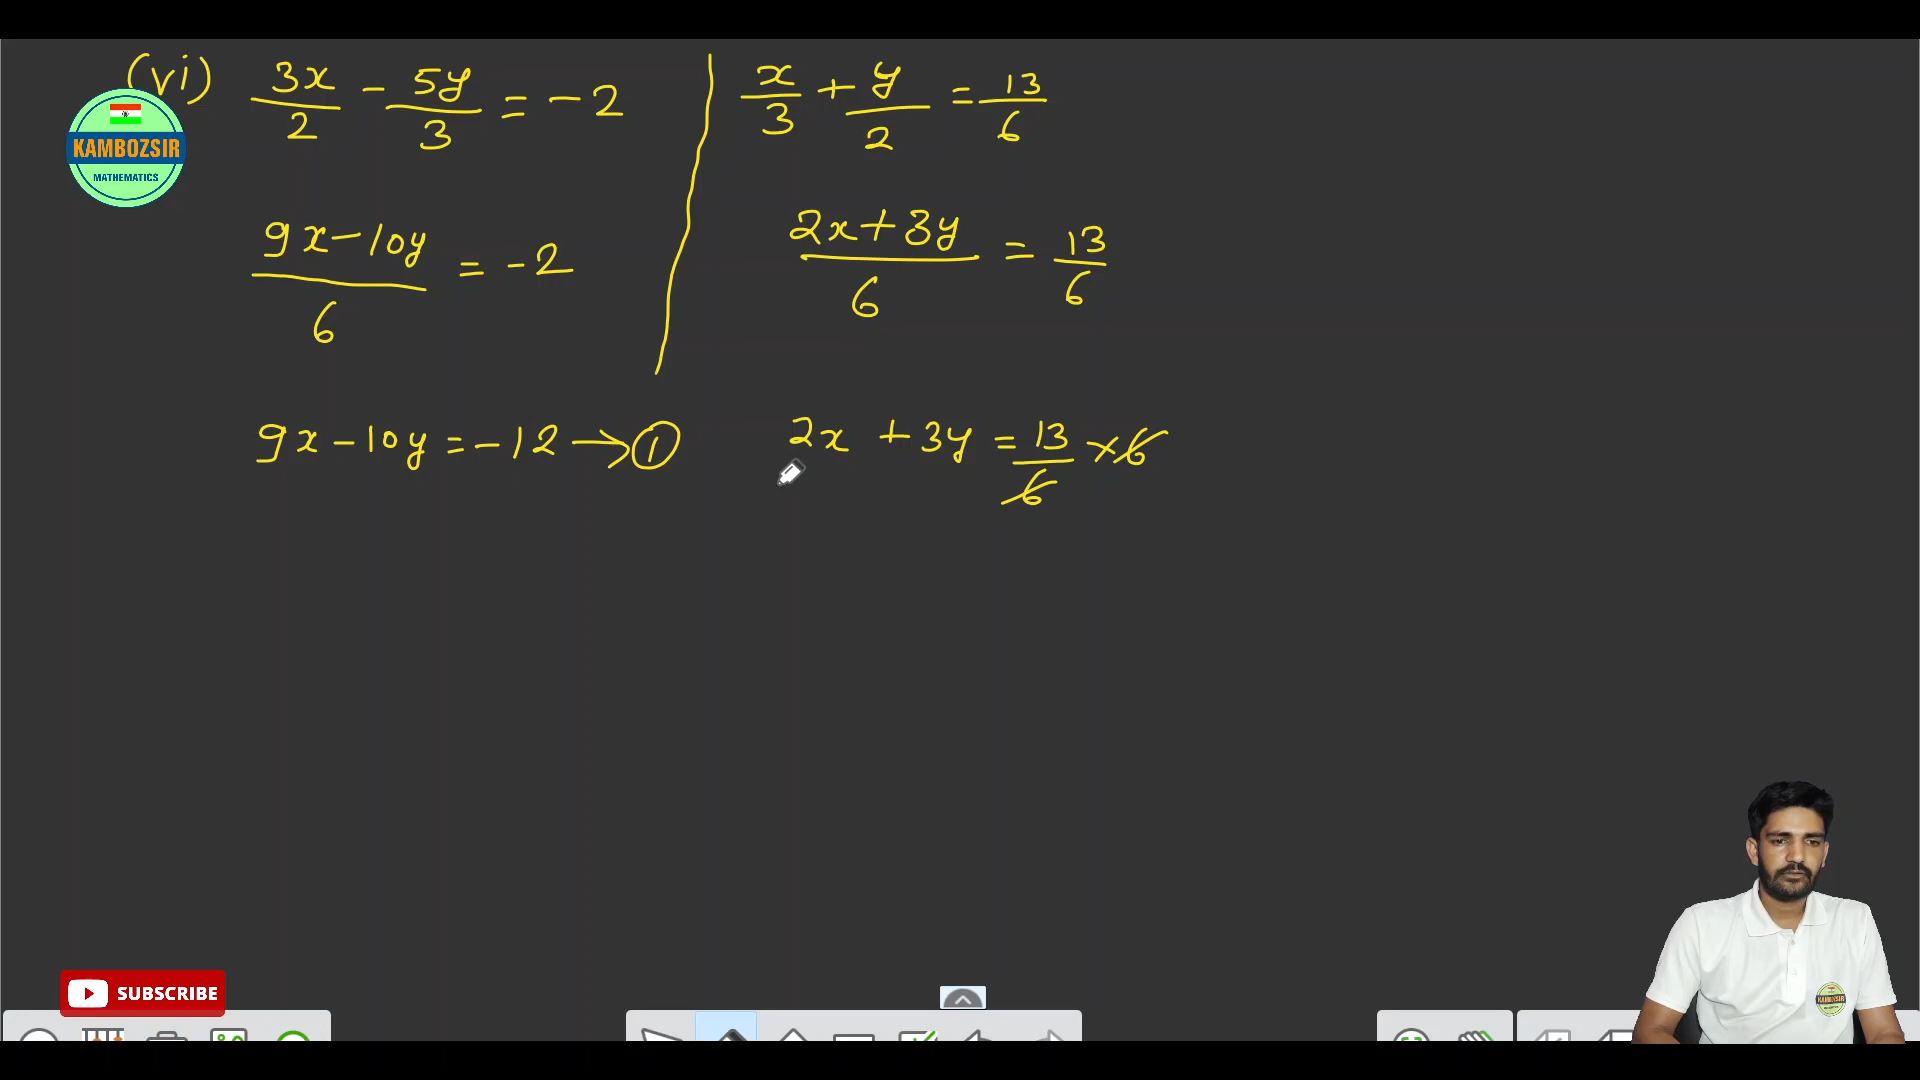 (vi) 3x/2 - 5y/3 = -2
x/3 + y/2 = 13/6
KAMBOZSIR
MATHEMATICS
(9x-10y)/6 = -2
(2x+3y)/6 = 13/6
9x-10y=-12→①
2x+3y=13/6×6
SUBSCRIBE
KAMBOZSIR